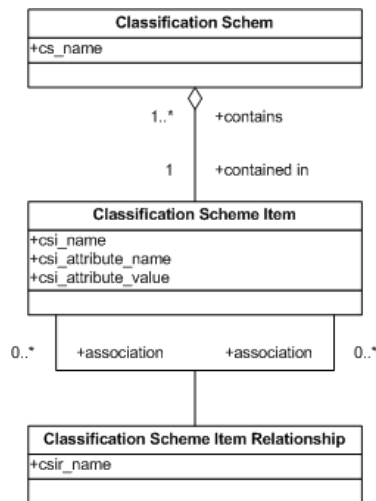 Classification Schem
+cs_name
1..* +contains
1 +contained in
Classification Scheme Item
+csi_name
+csi_attribute_name
+csi_attribute_value
0..* +association +association 0..*
Classification Scheme Item Relationship
+csir_name